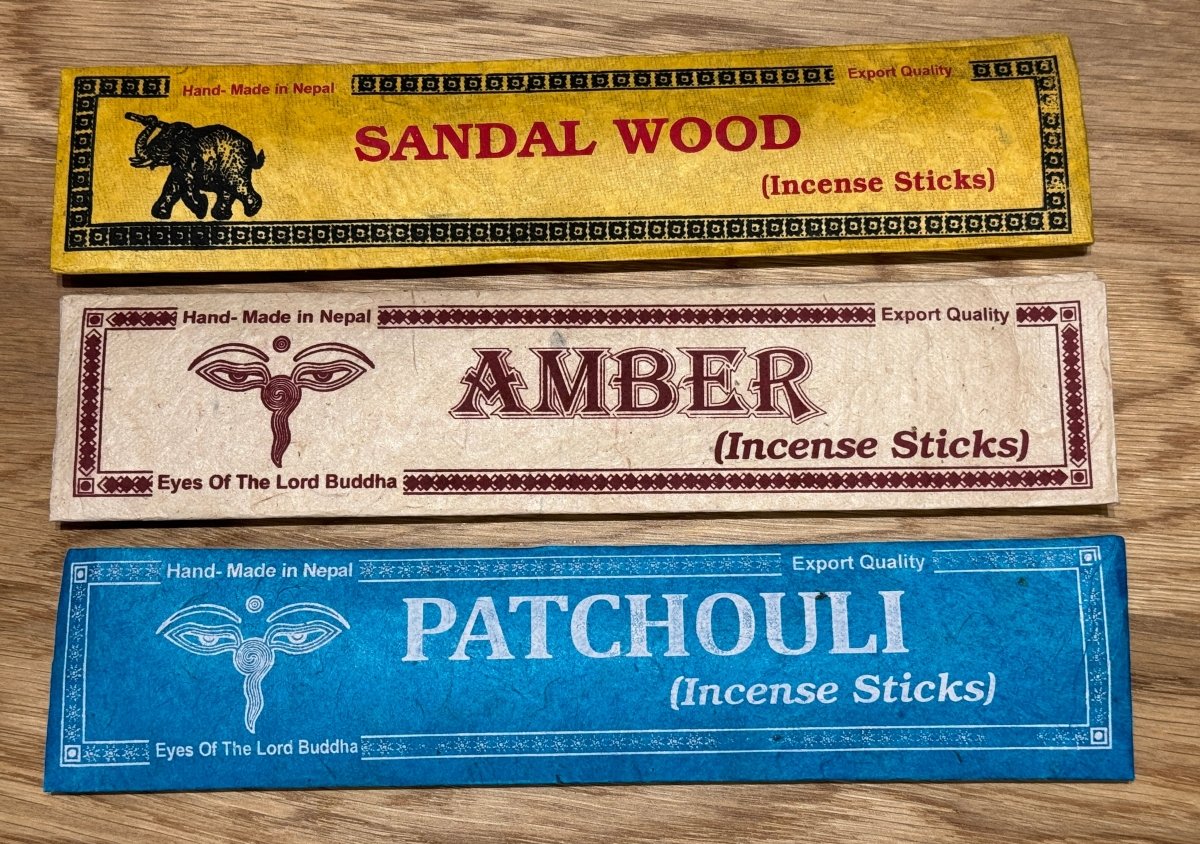 Hand- Made in Nepal
Export Quality
SANDAL WOOD
(Incense Sticks)
Hand- Made in Nepal
Export Quality
AMBER
(Incense Sticks)
Eyes Of The Lord Buddha
Hand- Made in Nepal
Export Quality
PATCHOULI
(Incense Sticks)
Eyes Of The Lord Buddha